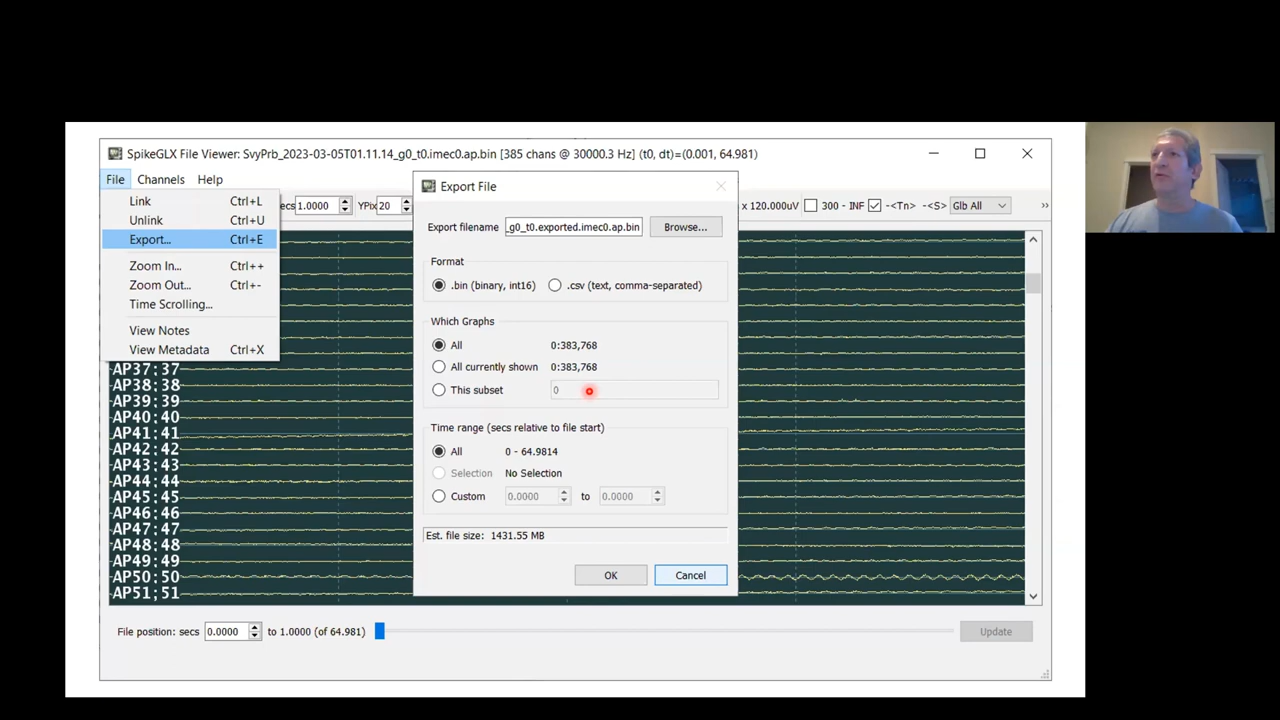 SpikeGLX File Viewer: SvyPrb_2023-03-05T01.11.14_g0_t0.imec0.ap.bin [385 chans @ 30000.3 Hz] (t0, dt)=(0.001, 64.981)
File Channels Help
ecs 1.0000 YPix 20 x 120.000uV 300 - INF -<Tn> -<S> Glb All »
Link Ctrl+L
Unlink Ctrl+U
Export... Ctrl+E
Zoom In... Ctrl++
Zoom Out... Ctrl+-
Time Scrolling...
View Notes
View Metadata Ctrl+X
Export File
Export filename _g0_t0.exported.imec0.ap.bin Browse...
Format
.bin (binary, int16) .csv (text, comma-separated)
Which Graphs
All 0:383,768
All currently shown 0:383,768
This subset 0
Time range (secs relative to file start)
All 0 - 64.9814
Selection No Selection
Custom 0.0000 to 0.0000
Est. file size: 1431.55 MB
OK Cancel
AP37;37
AP38;38
AP39;39
AP40;40
AP41;41
AP42;42
AP43;43
AP44;44
AP45;45
AP46;46
AP47;47
AP48;48
AP49;49
AP50;50
AP51;51
File position: secs 0.0000 to 1.0000 (of 64.981) Update